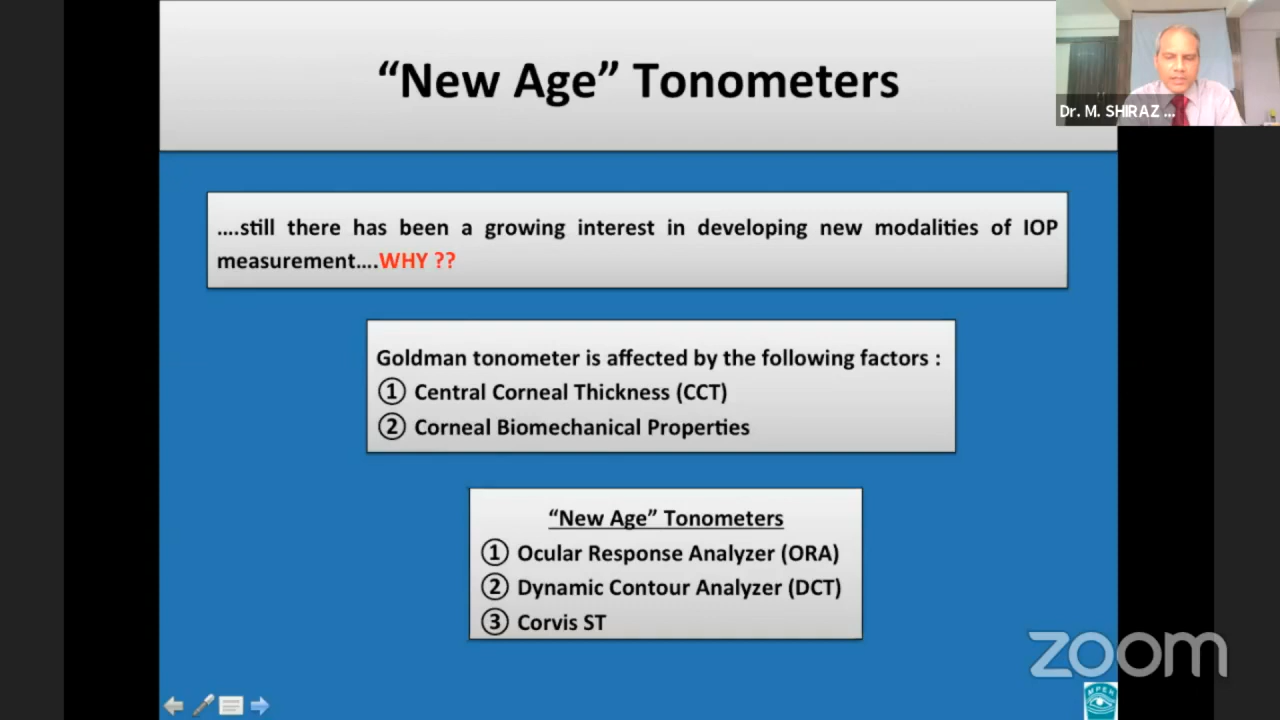 “New Age” Tonometers
Dr. M. SHIRAZ ...
....still there has been a growing interest in developing new modalities of IOP
measurement....WHY ??
Goldman tonometer is affected by the following factors :
① Central Corneal Thickness (CCT)
② Corneal Biomechanical Properties
“New Age” Tonometers
① Ocular Response Analyzer (ORA)
② Dynamic Contour Analyzer (DCT)
③ Corvis ST
zoom